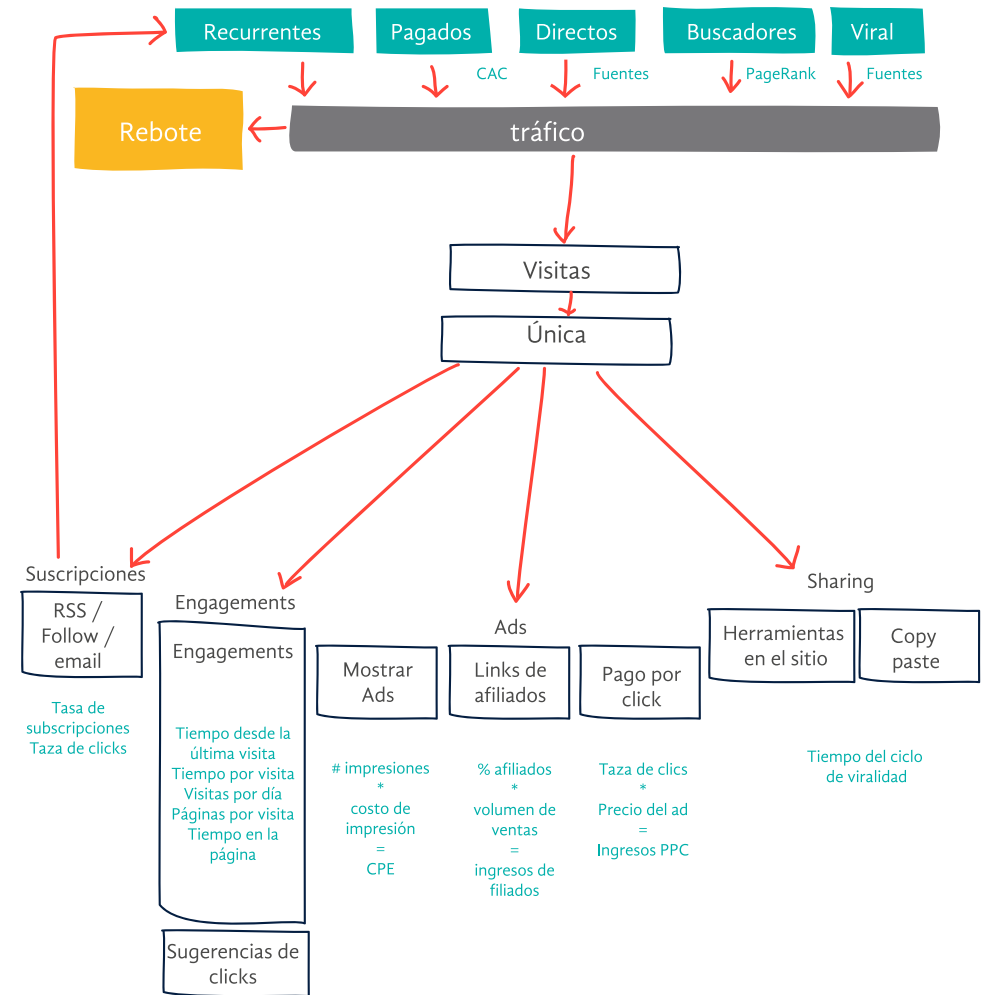 Recurrentes
Pagados
Directos
Buscadores
Viral
CAC
Fuentes
PageRank
Fuentes
Rebote
tráfico
Visitas
Única
Suscripciones
RSS /
Follow /
email
Tasa de
subscripciones
Taza de clicks
Engagements
Engagements
Tiempo desde la
última visita
Tiempo por visita
Visitas por día
Páginas por visita
Tiempo en la
página
Sugerencias de
clicks
Ads
Mostrar
Ads
# impresiones
*
costo de
impresión
=
CPE
Links de
afiliados
% afiliados
*
volumen de
ventas
=
ingresos de
filiados
Pago por
click
Taza de clics
*
Precio del ad
=
Ingresos PPC
Sharing
Herramientas
en el sitio
Copy
paste
Tiempo del ciclo
de viralidad